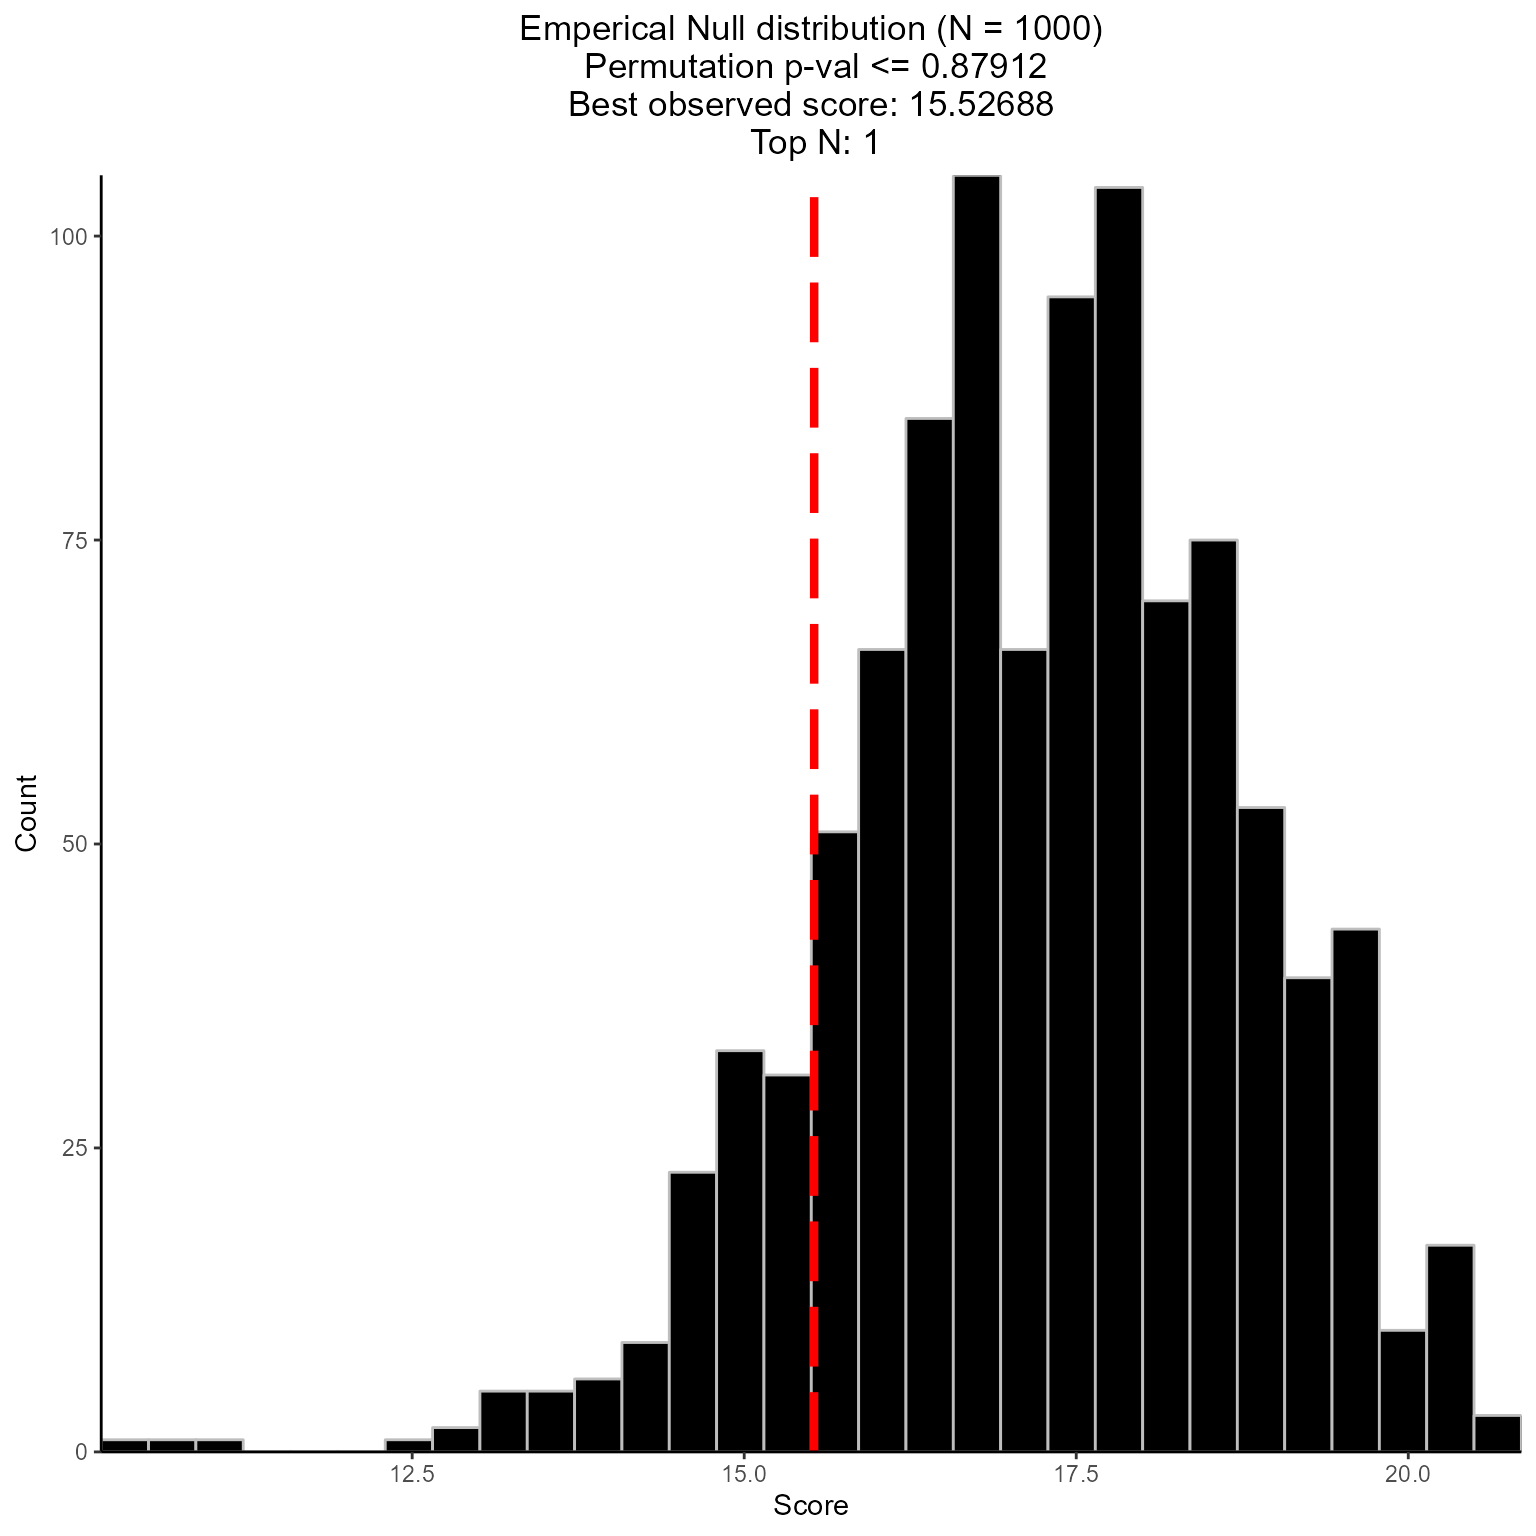 Emperical Null distribution (N = 1000)
Permutation p-val <= 0.87912
Best observed score: 15.52688
Top N: 1
100
75
50
25
0
Count
12.5
15.0
17.5
20.0
Score